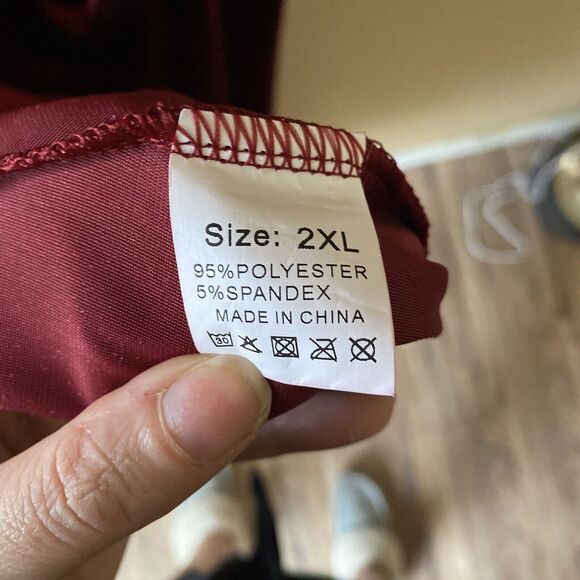 Size: 2XL
95%POLYESTER
5%SPANDEX
MADE IN CHINA
30